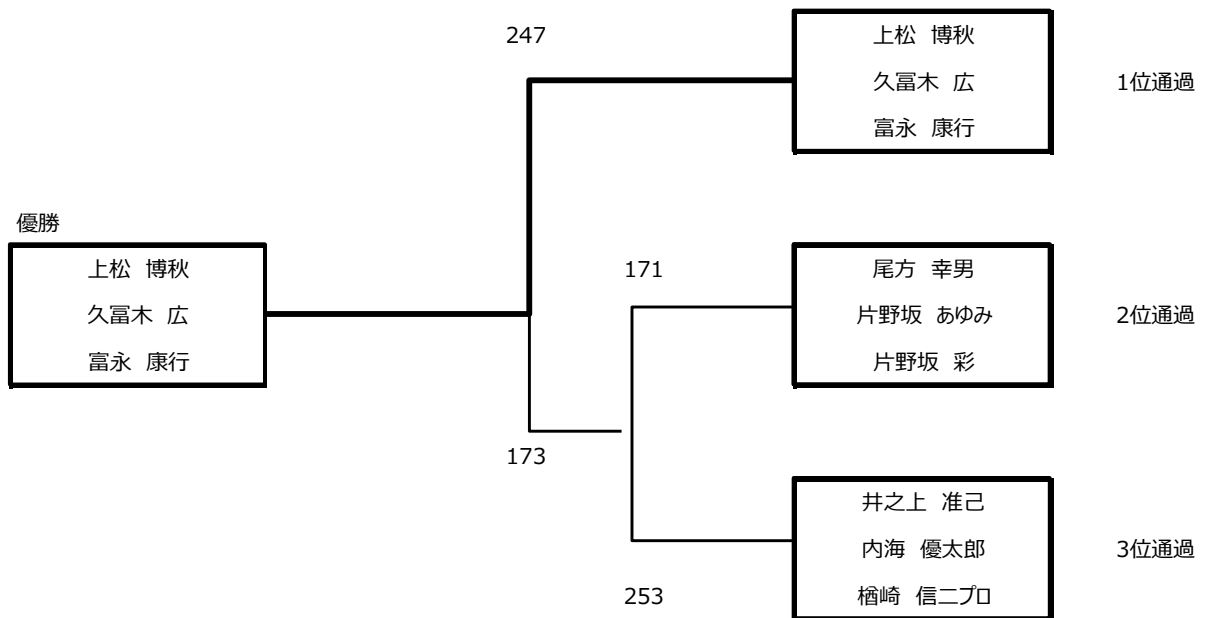 247
上松 博秋
久冨木 広
富永 康行
1位通過
優勝
上松 博秋
久冨木 広
富永 康行
171
尾方 幸男
片野坂 あゆみ
片野坂 彩
2位通過
173
井之上 准己
内海 優太郎
楢崎 信二プロ
3位通過
253